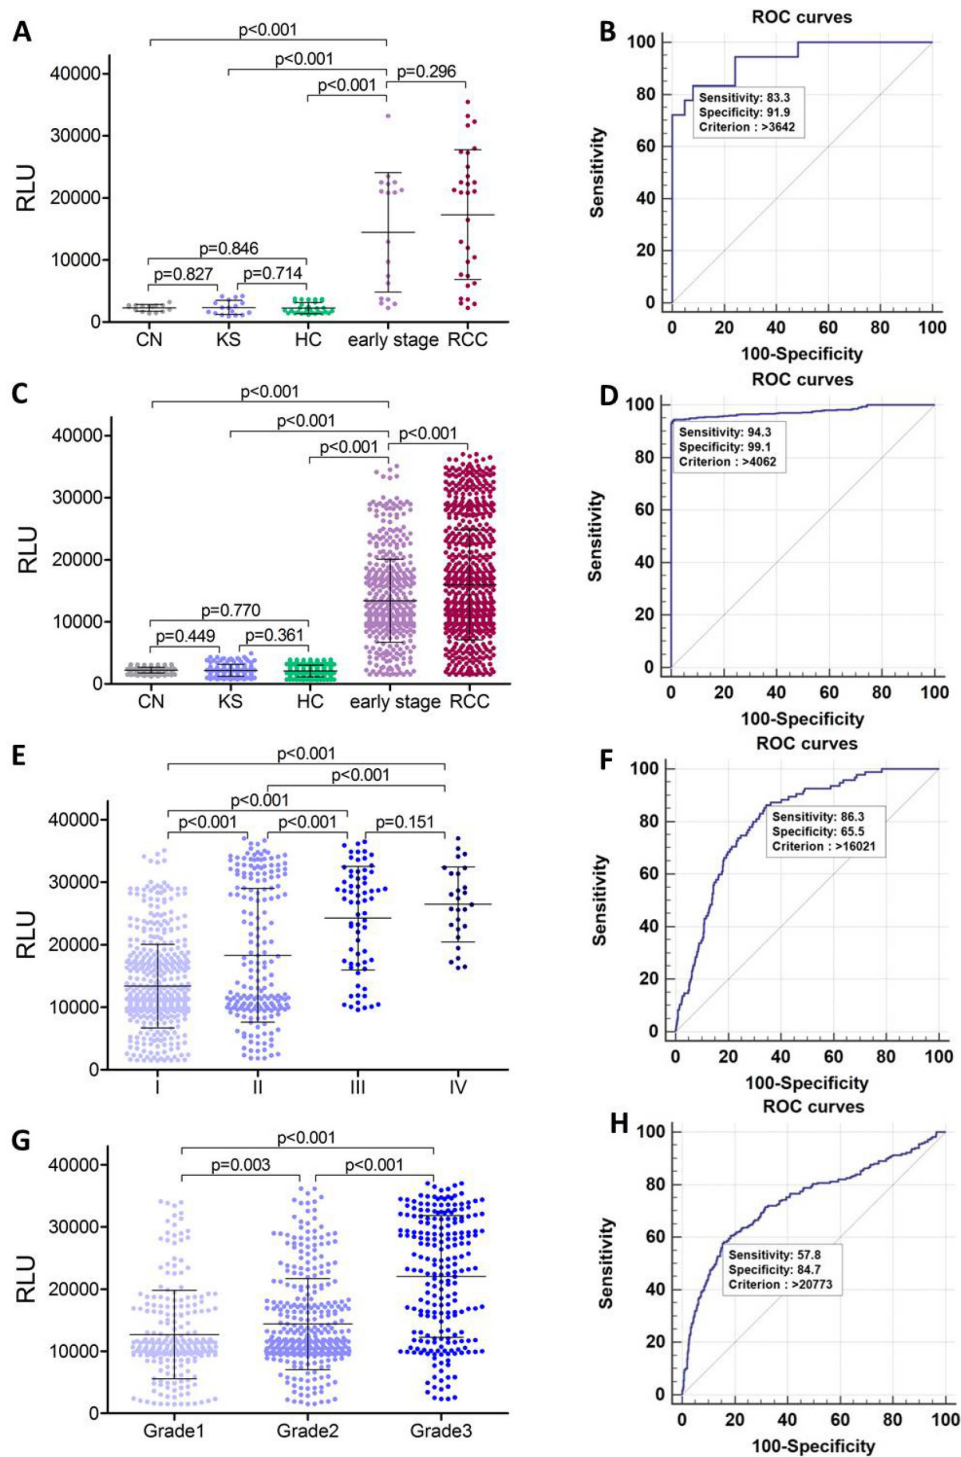 A
p<0.001
p<0.001
p<0.001
p=0.296
p=0.846
p=0.827
p=0.714
RLU
40000
30000
20000
10000
0
CN KS HC early stage RCC
B
ROC curves
Sensitivity
100
80
60
40
20
0
Sensitivity: 83.3
Specificity: 91.9
Criterion : >3642
0 20 40 60 80 100
100-Specificity
C
p<0.001
p<0.001
p<0.001
p<0.001
p=0.770
p=0.449
p=0.361
RLU
40000
30000
20000
10000
0
CN KS HC early stage RCC
D
ROC curves
Sensitivity
100
80
60
40
20
0
Sensitivity: 94.3
Specificity: 99.1
Criterion : >4062
0 20 40 60 80 100
100-Specificity
E
p<0.001
p<0.001
p<0.001
p<0.001
p<0.001
p=0.151
RLU
40000
30000
20000
10000
0
I II III IV
F
ROC curves
Sensitivity
100
80
60
40
20
0
Sensitivity: 86.3
Specificity: 65.5
Criterion : >16021
0 20 40 60 80 100
100-Specificity
G
p<0.001
p=0.003
p<0.001
RLU
40000
30000
20000
10000
0
Grade1 Grade2 Grade3
H
ROC curves
Sensitivity
100
80
60
40
20
0
Sensitivity: 57.8
Specificity: 84.7
Criterion : >20773
0 20 40 60 80 100
100-Specificity